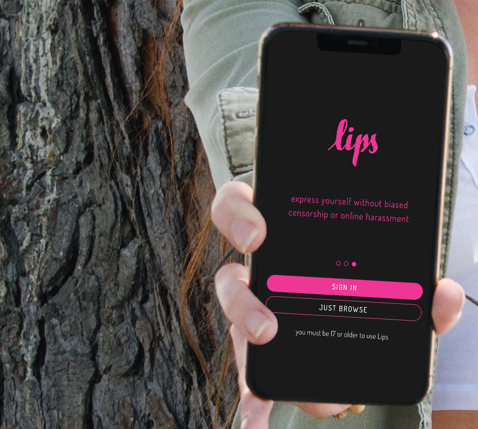 lips
express yourself without biased
censorship or online harassment
SIGN IN
JUST BROWSE
you must be 17 or older to use Lips